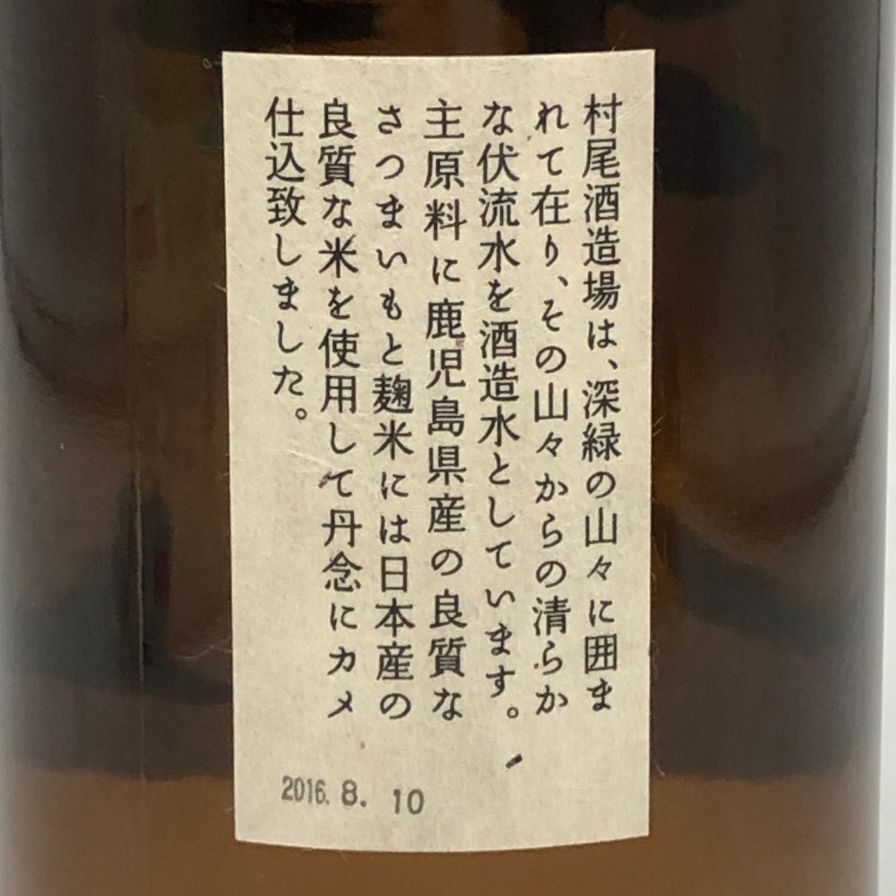 村尾酒造場は、深緑の山々に囲ま
れて在り、その山々からの清らか
な伏流水を酒造水としています。
主原料に鹿児島県産の良質な
さつまいもと麹米には日本産の
良質な米を使用して丹念にカメ
仕込致しました。
2016. 8. 10